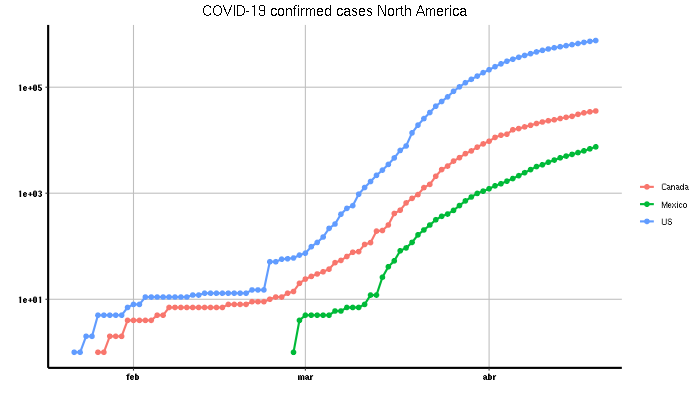 COVID-19 confirmed cases North America
1e+05
1e+03
1e+01
feb
mar
abr
Canada
Mexico
US